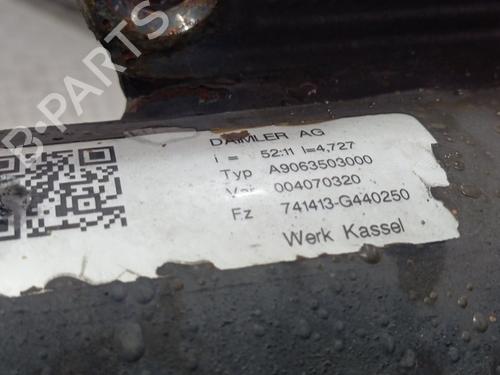 DAIMLER AG
i = 52:11 I=4,727
Typ A9063503000
Var 004070320
Fz 741413-G440250
Werk Kassel
B-PARTS